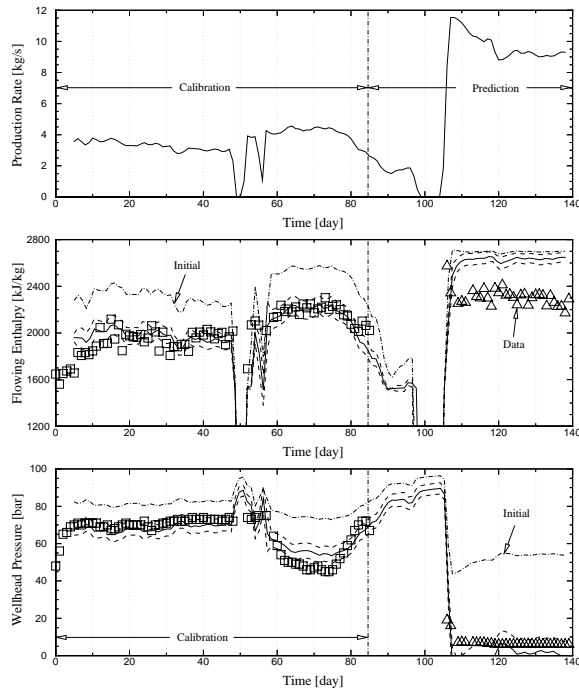 Production Rate [kg/s]
12
10
8
6
4
2
0
Calibration
Prediction
0 20 40 60 80 100 120 140
Time [day]
Flowing Enthalpy [kJ/kg]
2800
2400
2000
1600
1200
Initial
Data
0 20 40 60 80 100 120 140
Time [day]
Wellhead Pressure [bar]
100
80
60
40
20
0
Initial
Calibration
0 20 40 60 80 100 120 140
Time [day]